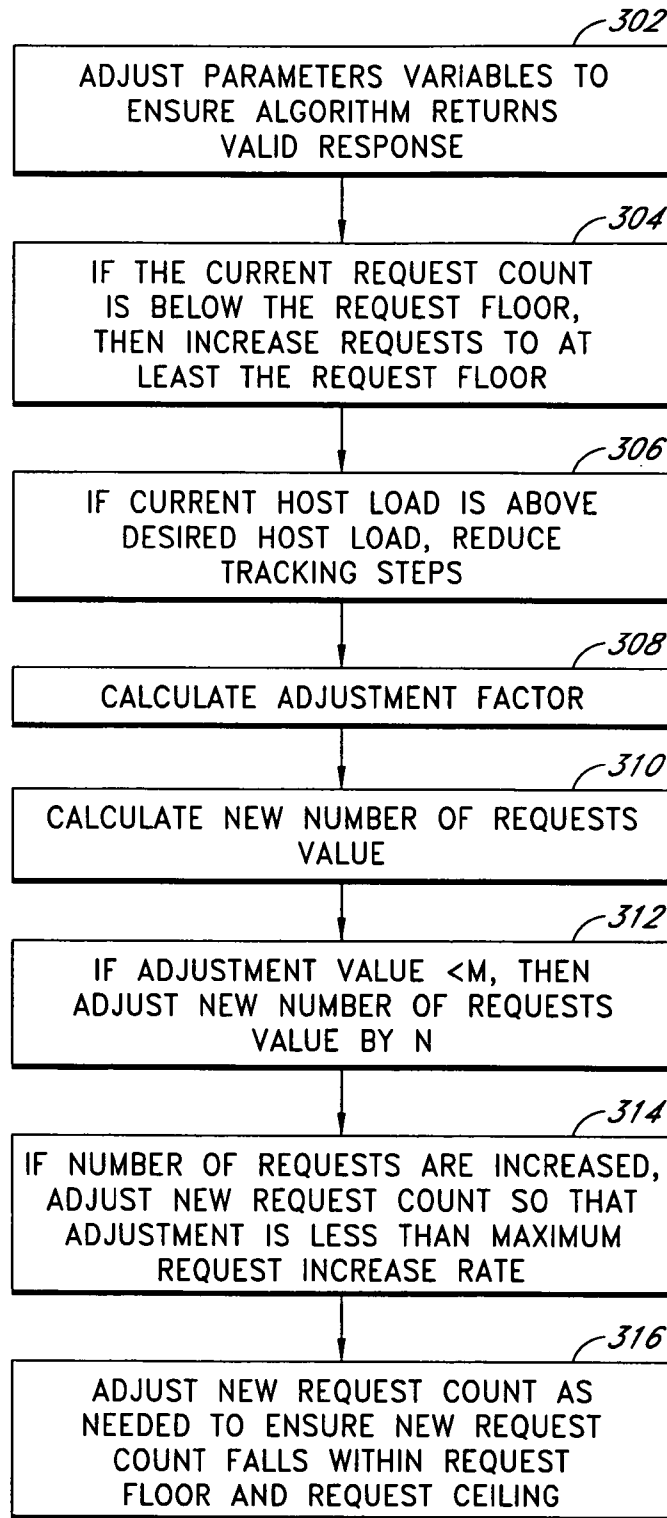 302
ADJUST PARAMETERS VARIABLES TO
ENSURE ALGORITHM RETURNS
VALID RESPONSE
304
IF THE CURRENT REQUEST COUNT
IS BELOW THE REQUEST FLOOR,
THEN INCREASE REQUESTS TO AT
LEAST THE REQUEST FLOOR
306
IF CURRENT HOST LOAD IS ABOVE
DESIRED HOST LOAD, REDUCE
TRACKING STEPS
308
CALCULATE ADJUSTMENT FACTOR
310
CALCULATE NEW NUMBER OF REQUESTS
VALUE
312
IF ADJUSTMENT VALUE <M, THEN
ADJUST NEW NUMBER OF REQUESTS
VALUE BY N
314
IF NUMBER OF REQUESTS ARE INCREASED,
ADJUST NEW REQUEST COUNT SO THAT
ADJUSTMENT IS LESS THAN MAXIMUM
REQUEST INCREASE RATE
316
ADJUST NEW REQUEST COUNT AS
NEEDED TO ENSURE NEW REQUEST
COUNT FALLS WITHIN REQUEST
FLOOR AND REQUEST CEILING